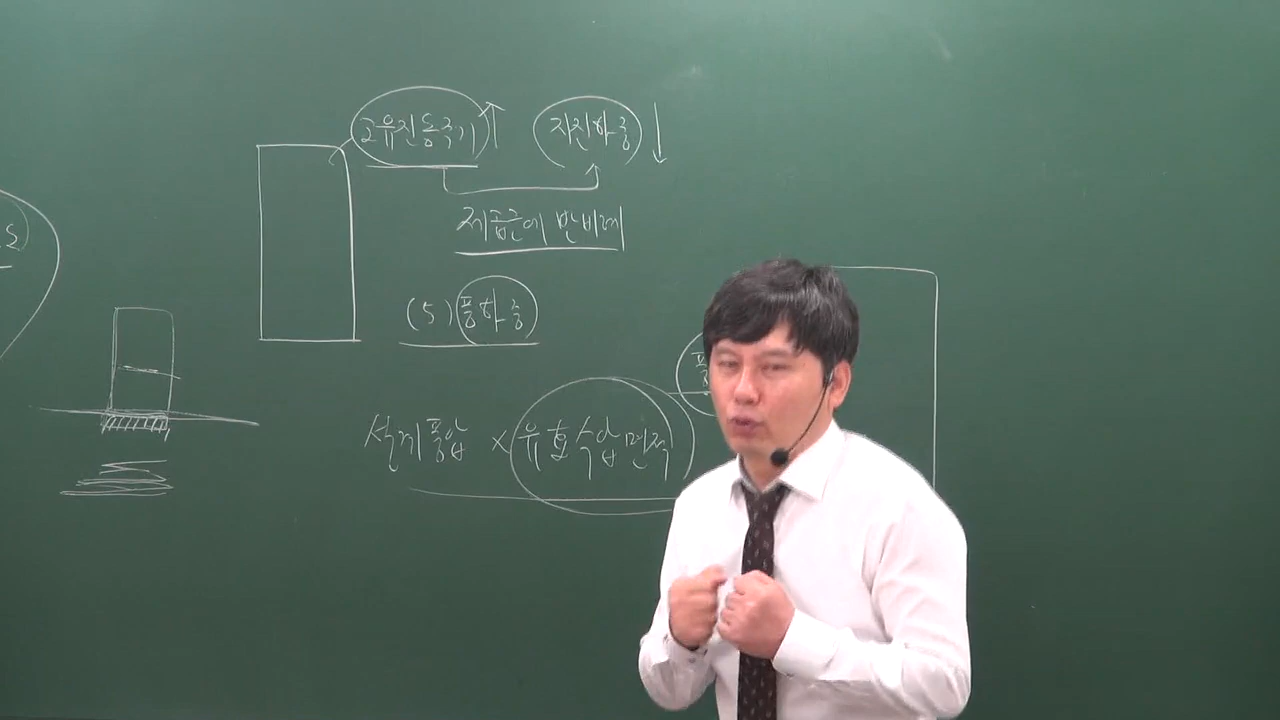 고유진동주기 ↑ 지진하중 ↓
제곱근에 반비례
(5) 풍하중
설계풍압 × 유효수압면적